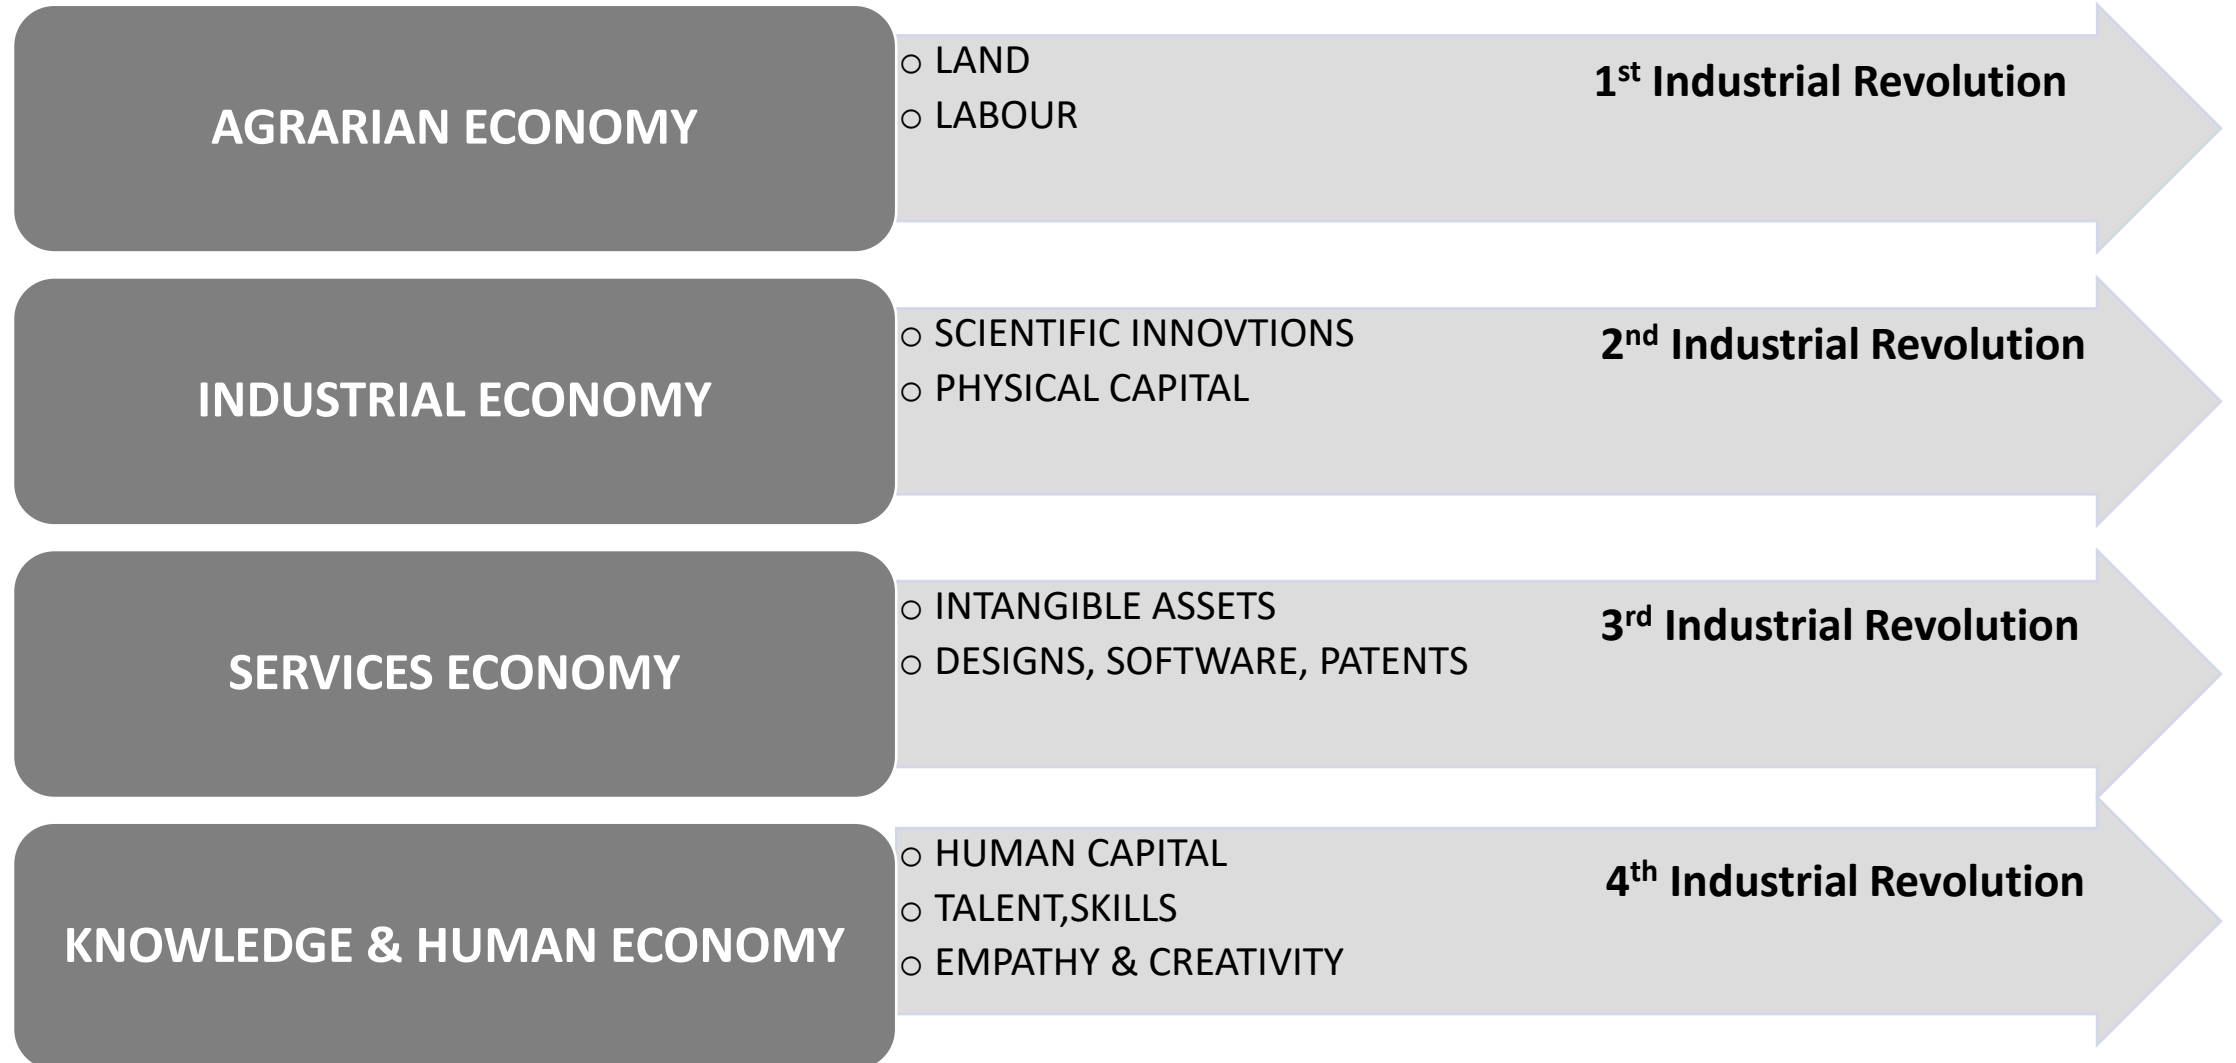 AGRARIAN ECONOMY
○ LAND
○ LABOUR
1st Industrial Revolution
INDUSTRIAL ECONOMY
○ SCIENTIFIC INNOVTIONS
○ PHYSICAL CAPITAL
2nd Industrial Revolution
SERVICES ECONOMY
○ INTANGIBLE ASSETS
○ DESIGNS, SOFTWARE, PATENTS
3rd Industrial Revolution
KNOWLEDGE & HUMAN ECONOMY
○ HUMAN CAPITAL
○ TALENT,SKILLS
○ EMPATHY & CREATIVITY
4th Industrial Revolution